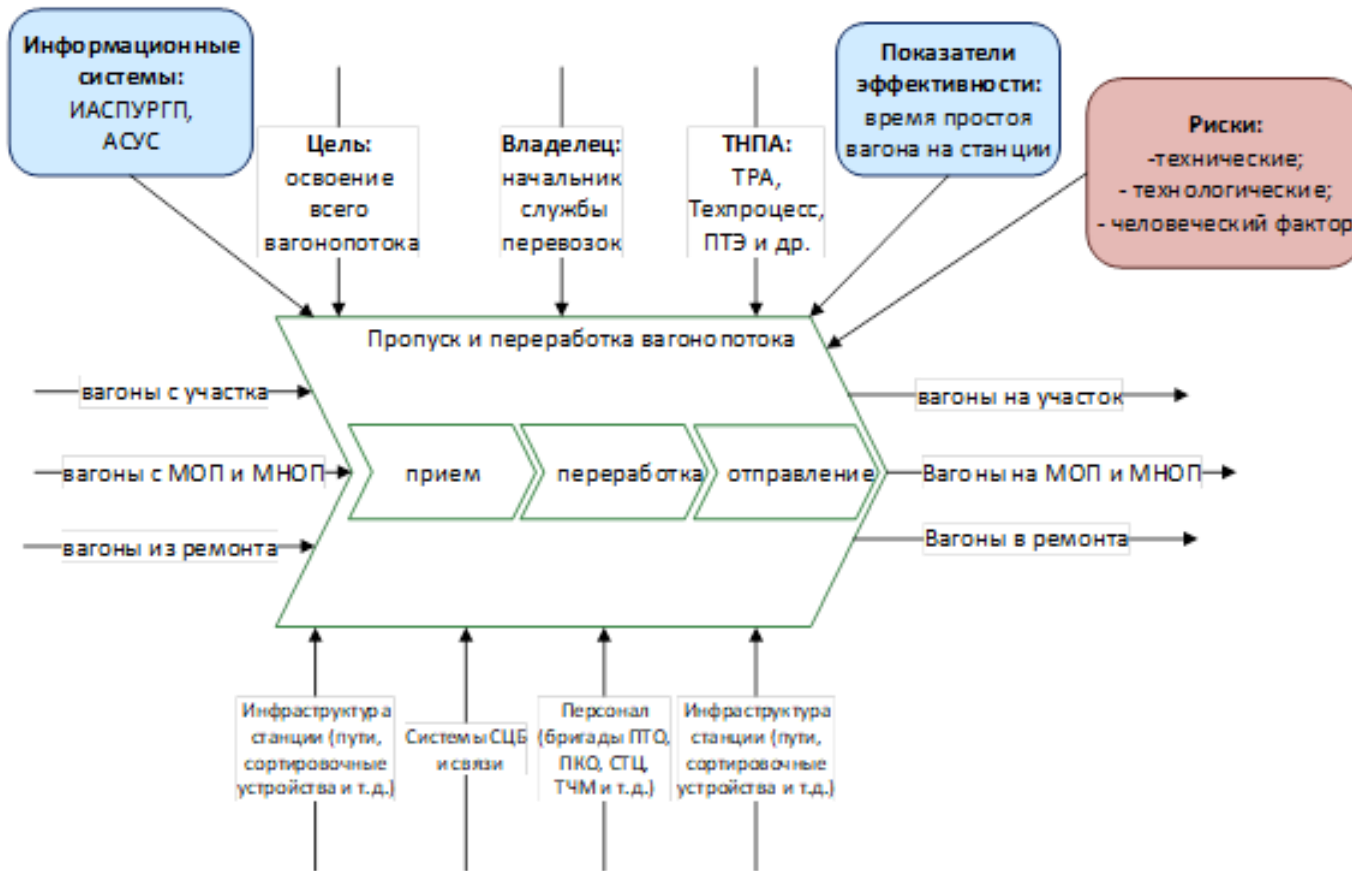 Информационные
системы:
ИАСПУРГП,
АСУС
Цель:
освоение
всего
вагонопотока
Владелец:
начальник
службы
перевозок
ТНПА:
ТРА,
Техпроцесс,
ПТЭ и др.
Показатели
эффективности:
время простоя
вагона на станции
Риски:
-технические;
- технологические;
- человеческий фактор
Пропуск и переработка вагонопотока
вагоны с участка
вагоны с МОП и МНОП
вагоны из ремонта
прием
переработка
отправление
вагоны на участок
Вагоны на МОП и МНОП
Вагоны в ремонта
Инфраструктура
станции (пути,
сортировочные
устройства и т.д.)
Системы СЦБ
и связи
Персонал
(бригады ПТО,
ПКО, СТЦ,
ТЧМ и т.д.)
Инфраструктура
станции (пути,
сортировочные
устройства и т.д.)